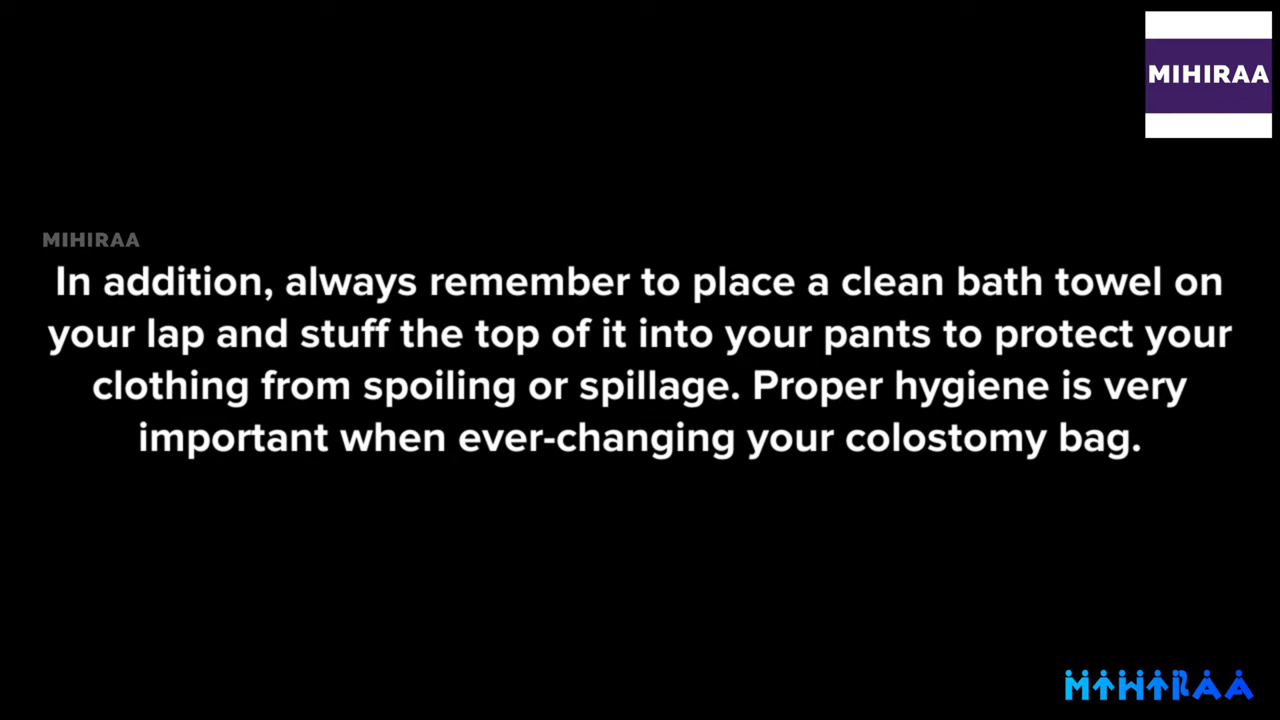 MIHIRAA
MIHIRAA
In addition, always remember to place a clean bath towel on
your lap and stuff the top of it into your pants to protect your
clothing from spoiling or spillage. Proper hygiene is very
important when ever-changing your colostomy bag.
MIHIRAA